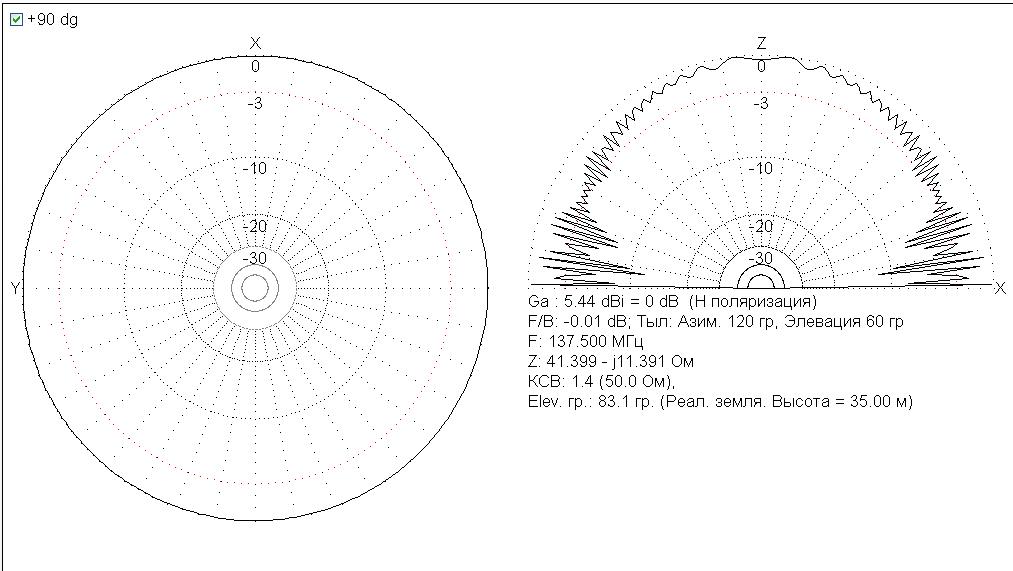 +90 dg
X
0
-3
-10
-20
-30
Y
Z
0
-3
-10
-20
-30
X
Ga : 5.44 dBi = 0 dB (Н поляризация)
F/B: -0.01 dB; Тыл: Азим. 120 гр, Элевация 60 гр
F: 137.500 МГц
Z: 41.399 - j11.391 Ом
КСВ: 1.4 (50.0 Ом),
Elev. гр.: 83.1 гр. (Реал. земля. Высота = 35.00 м)